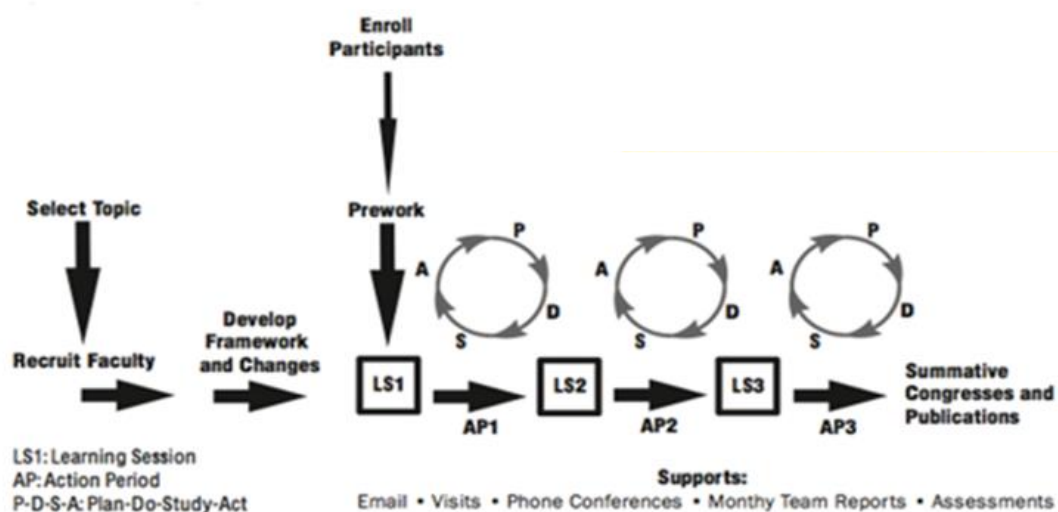 Enroll
Participants
Select Topic
Prework
P
A
D
S
P
A
D
S
P
A
D
S
Recruit Faculty
Develop
Framework
and Changes
LS1
AP1
LS2
AP2
LS3
AP3
Summative
Congresses and
Publications
LS1: Learning Session
AP: Action Period
P-D-S-A: Plan-Do-Study-Act
Supports:
Email • Visits • Phone Conferences • Monthy Team Reports • Assessments